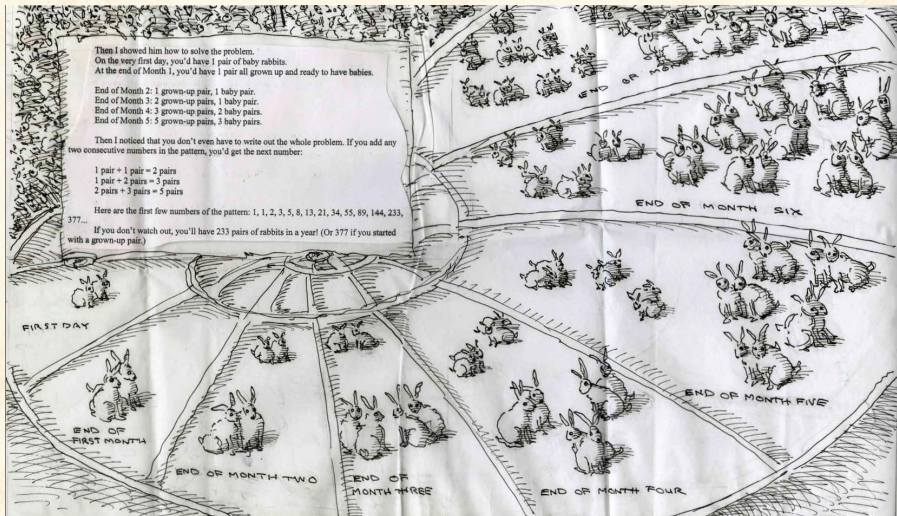 Then I showed him how to solve the problem.
On the very first day, you'd have 1 pair of baby rabbits.
At the end of Month 1, you'd have 1 pair all grown up and ready to have babies.
End of Month 2: 1 grown-up pair, 1 baby pair.
End of Month 3: 2 grown-up pairs, 1 baby pair.
End of Month 4: 3 grown-up pairs, 2 baby pairs.
End of Month 5: 5 grown-up pairs, 3 baby pairs.
Then I noticed that you don't even have to write out the whole problem. If you add any
two consecutive numbers in the pattern, you'd get the next number:
1 pair + 1 pair = 2 pairs
1 pair + 2 pairs = 3 pairs
2 pairs + 3 pairs = 5 pairs
Here are the first few numbers of the pattern: 1, 1, 2, 3, 5, 8, 13, 21, 34, 55, 89, 144, 233,
377...
If you don't watch out, you'll have 233 pairs of rabbits in a year! (Or 377 if you started
with a grown-up pair.)
END OF
END OF MONTH SIX
FIRST DAY
END OF MONTH FIVE
END OF
FIRST MONTH
END OF MONTH TWO
END OF
MONTH THREE
END OF MONTH FOUR